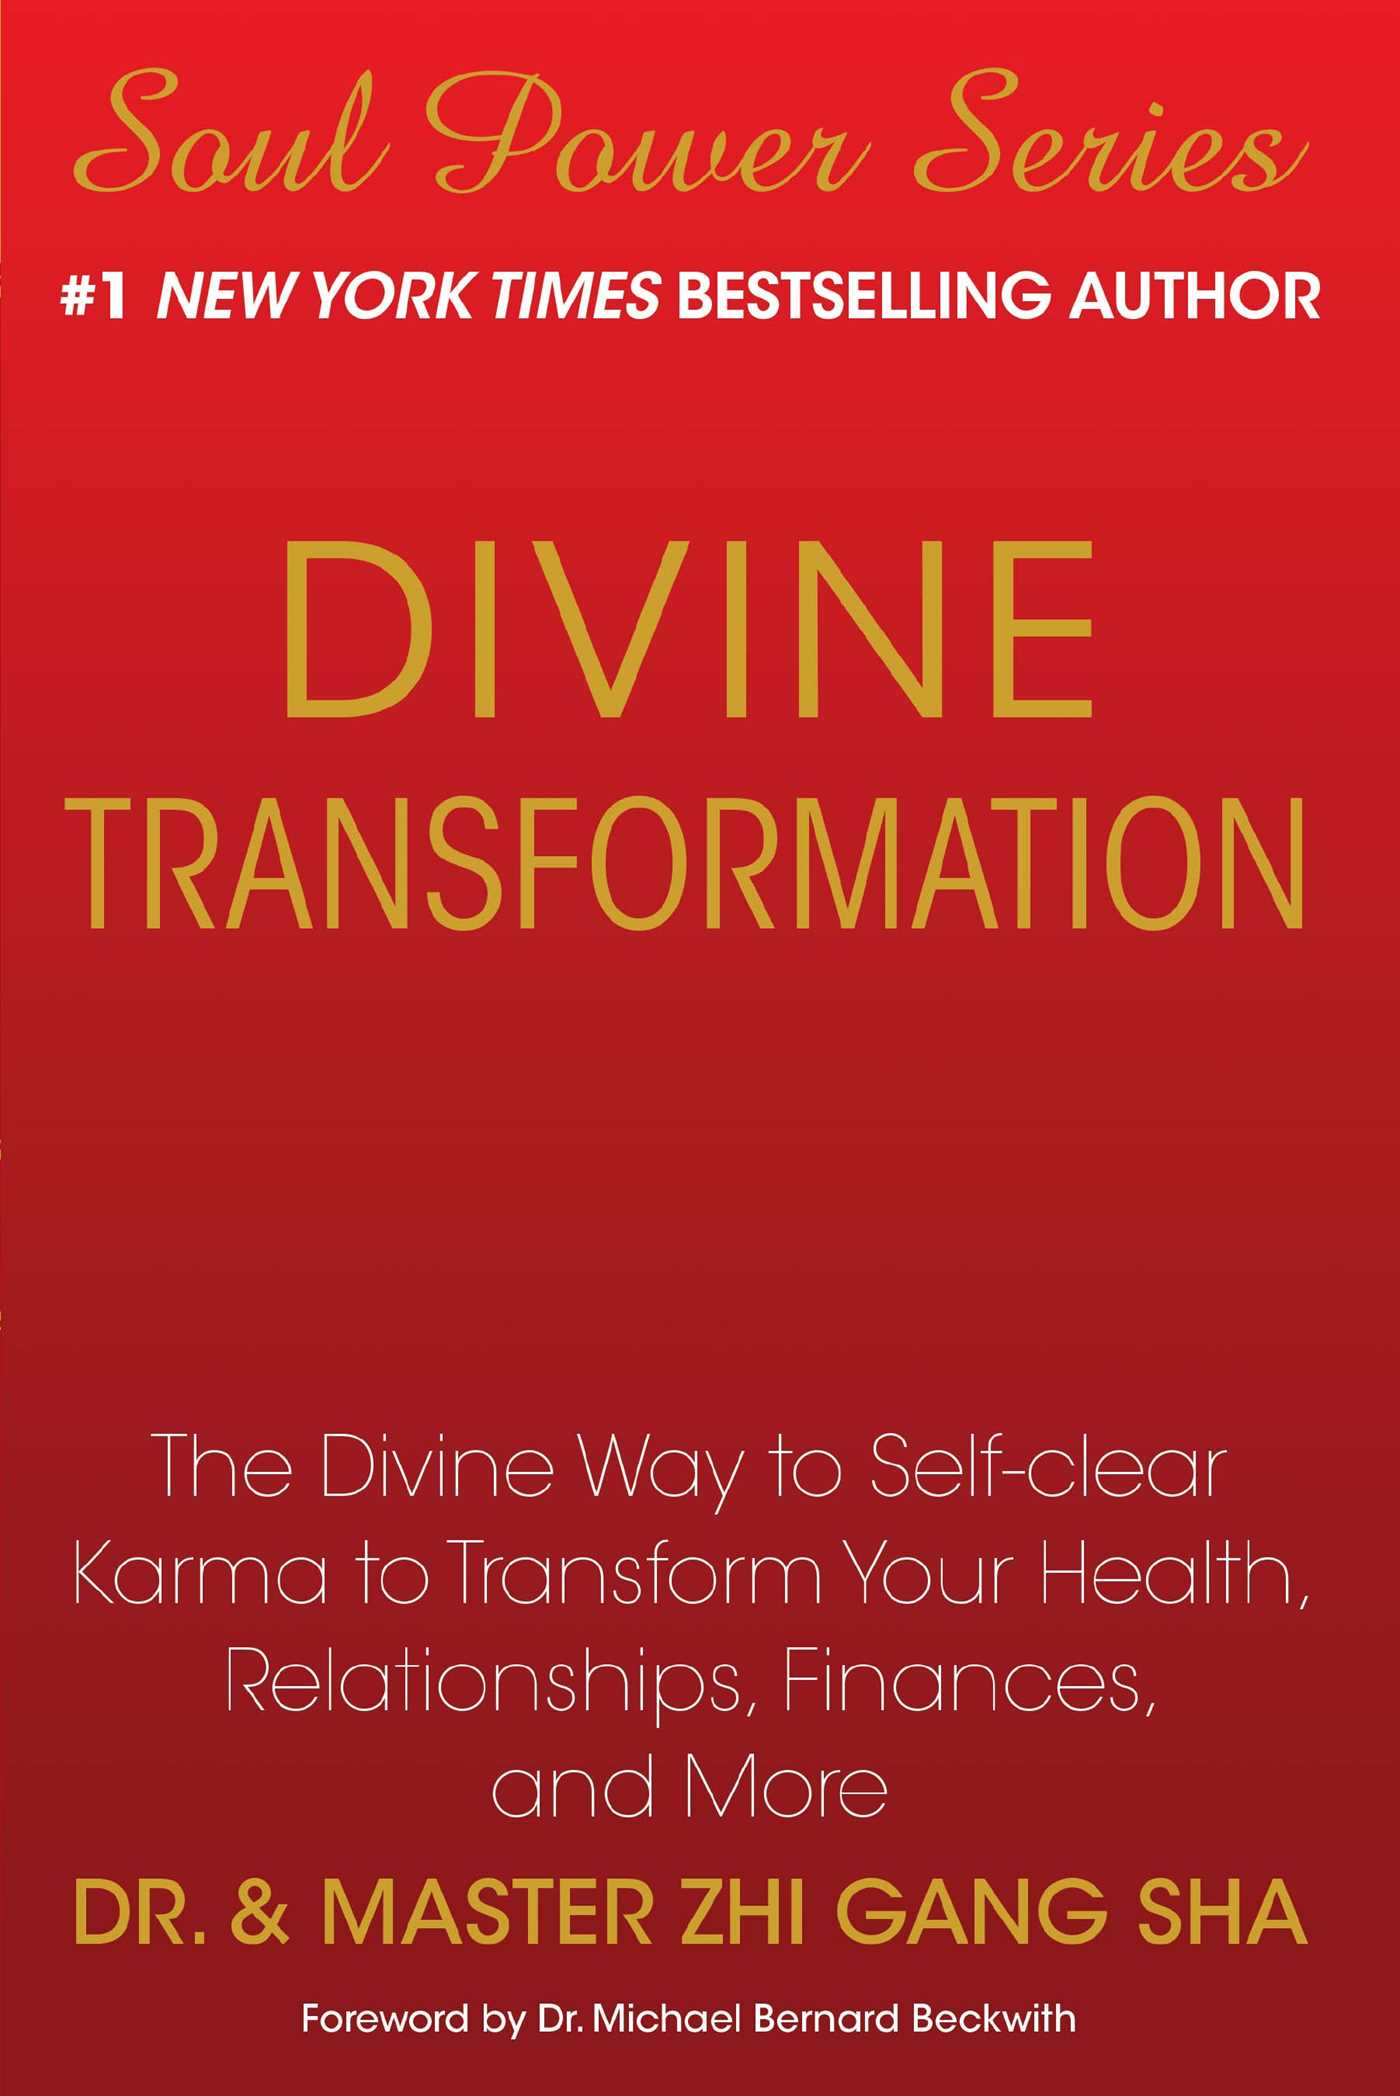 Soul Power Series
#1 NEW YORK TIMES BESTSELLING AUTHOR
DIVINE
TRANSFORMATION
The Divine Way to Self-clear
Karma to Transform Your Health,
Relationships, Finances,
and More
DR. & MASTER ZHI GANG SHA
Foreword by Dr. Michael Bernard Beckwith